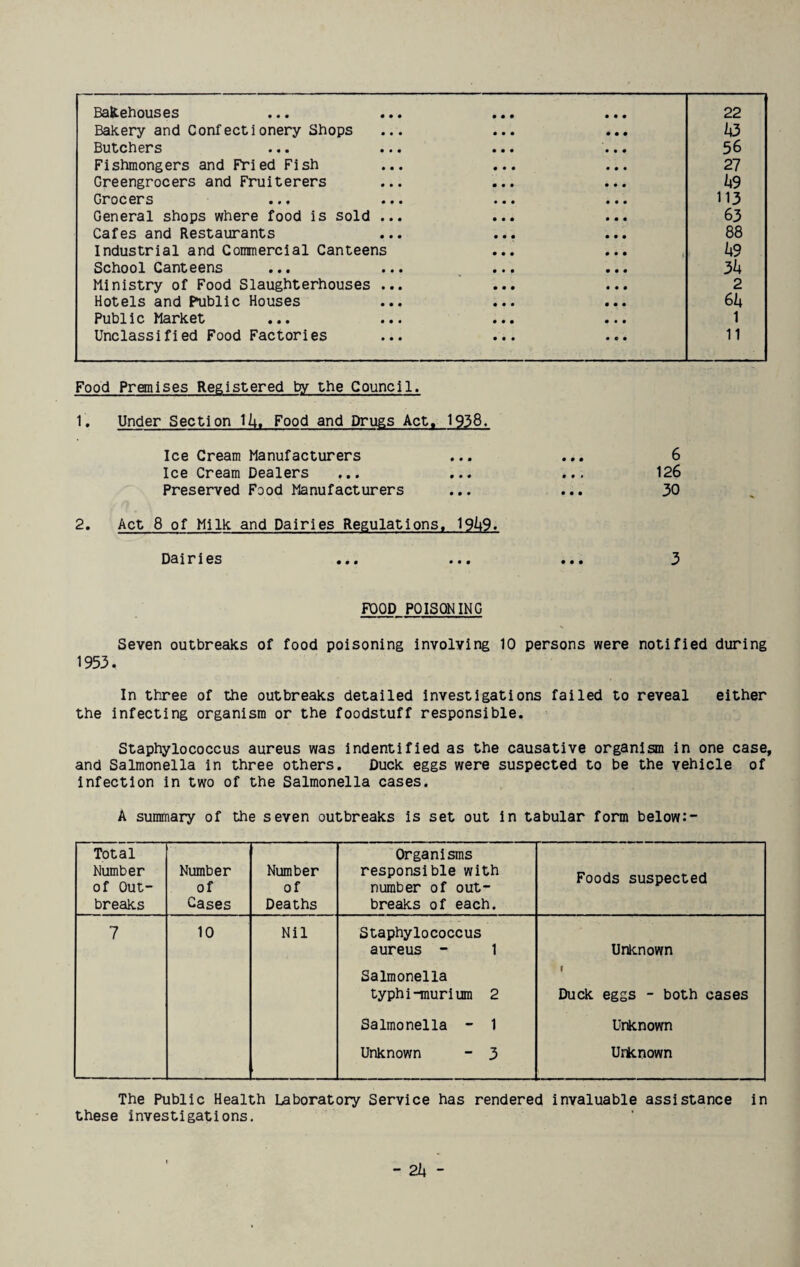 Bakehouses ... ... ... ... 22
Bakery and Confectionery Shops ... ... ... 43
Butchers ... ... ... ... 56
Fishmongers and Fried Fish ... ... ... 27
Greengrocers and Fruiterers ... ... ... 49
Grocers ... ... ... ... 113
General shops where food is sold ... ... ... 63
Cafes and Restaurants ... ... ... 88
Industrial and Commercial Canteens ... ... 49
School Canteens ... ... ... ... 34
Ministry of Food Slaughterhouses ... ... ... 2
Hotels and Public Houses ... ... ... 64
Public Market ... ... ... ... 1
Unclassified Food Factories ... ... ... 11
Food Premises Registered by the Council.
1. Under Section 14, Food and Drugs Act, 1938.
Ice Cream Manufacturers ... ... 6
Ice Cream Dealers ... ... ... 126
Preserved Food Manufacturers ... ... 30
2. Act 8 of Milk and Dairies Regulations, 1949.
Dairies ... ... ... 3
FOOD POISONING
Seven outbreaks of food poisoning involving 10 persons were notified during
1953.
In three of the outbreaks detailed investigations failed to reveal either
the infecting organism or the foodstuff responsible.
Staphylococcus aureus was indentified as the causative organism in one case,
and Salmonella in three others. Duck eggs were suspected to be the vehicle of
infection in two of the Salmonella cases.
A summary of the seven outbreaks is set out in tabular form below:-
Total Number of Out-breaks | Number of Cases | Number of Deaths | Organisms responsible with number of out-breaks of each. | Foods suspected
7 10 Nil Staphylococcus
aureus - 1 Unknown
Salmonella
typhi-murium 2 Duck eggs - both cases
Salmonella - 1 Unknown
Unknown - 3 Unknown
The Public Health Laboratory Service has rendered invaluable assistance in
these investigations.
- 24 -